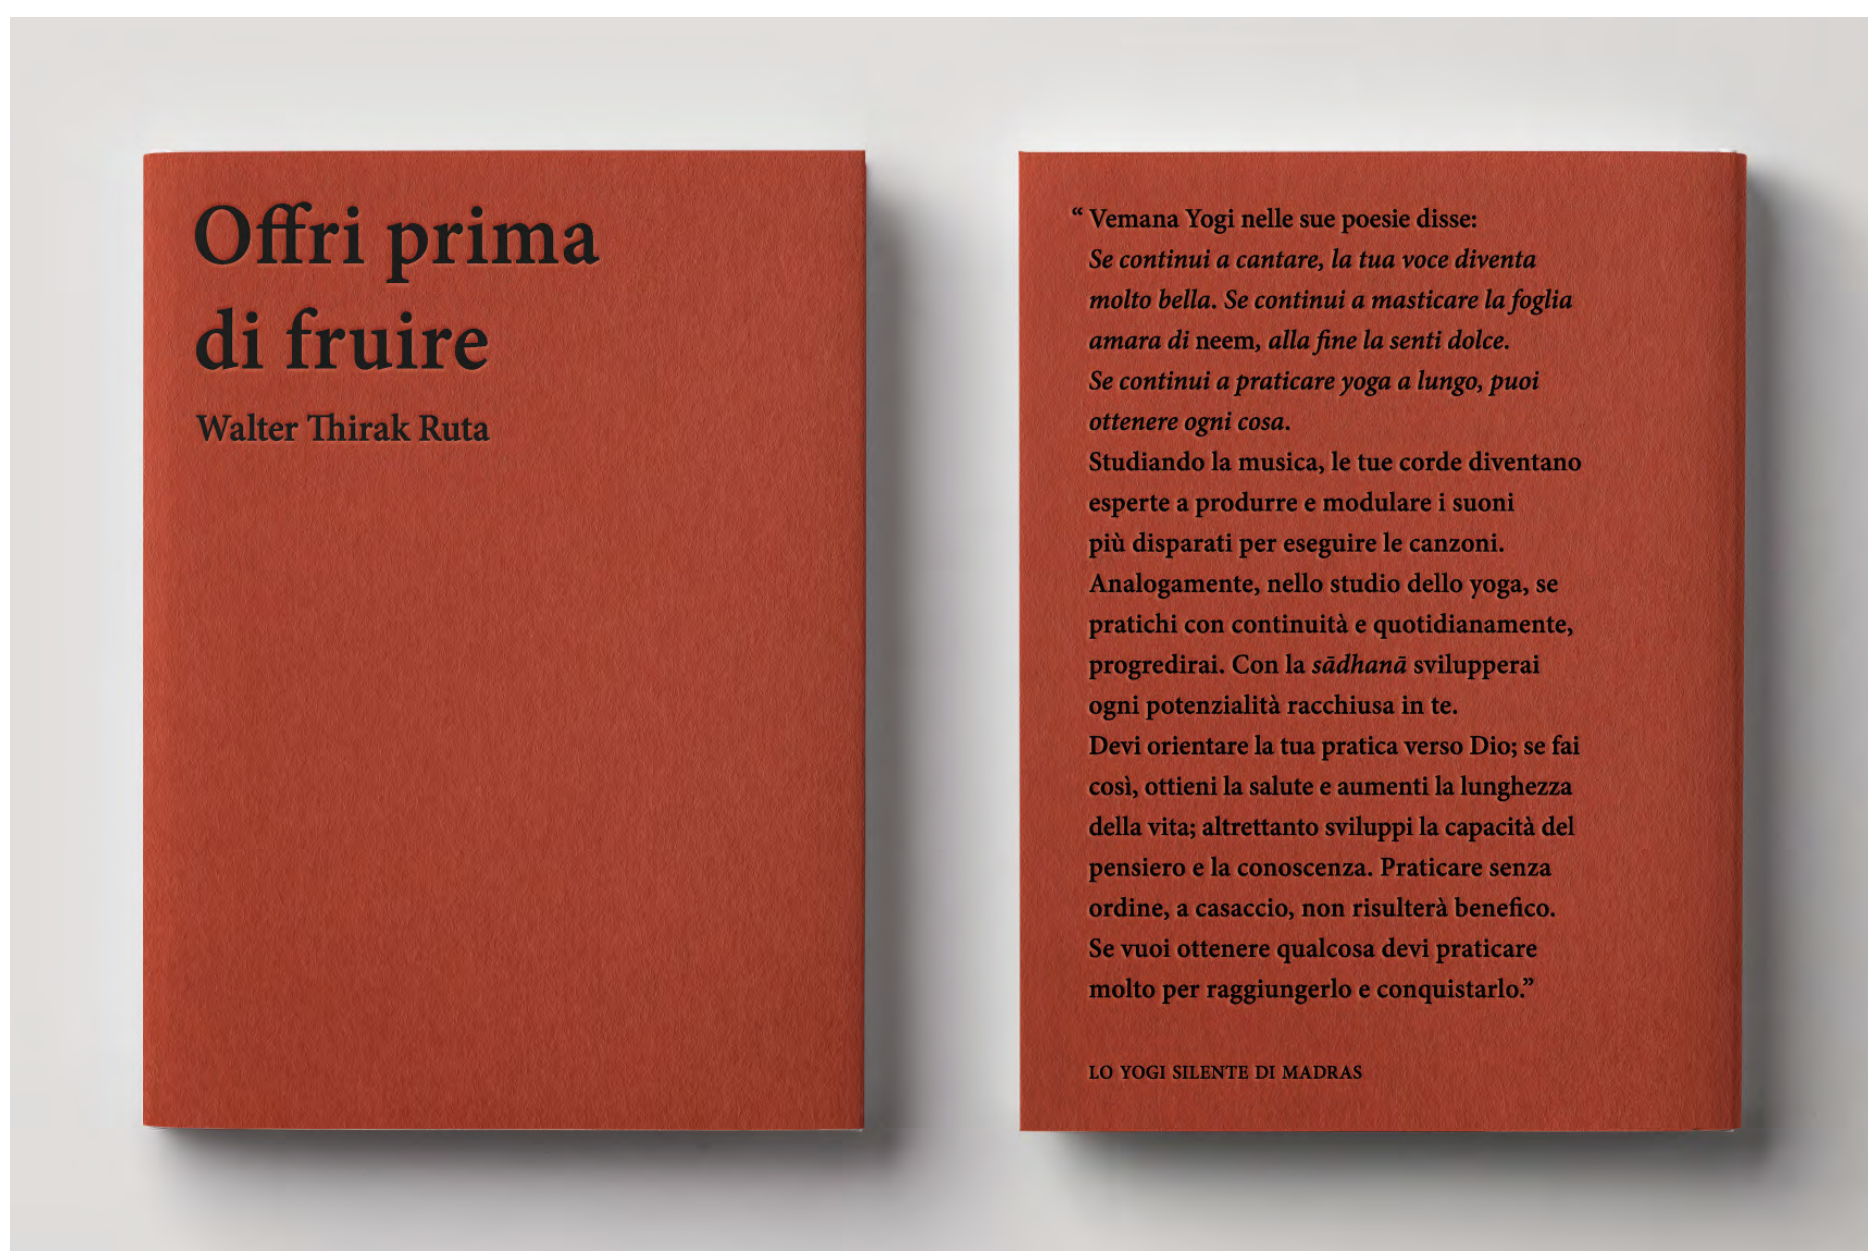 Offri prima
di fruire
Walter Thirak Ruta
“ Vemana Yogi nelle sue poesie disse:
Se continui a cantare, la tua voce diventa
molto bella. Se continui a masticare la foglia
amara di neem, alla fine la senti dolce.
Se continui a praticare yoga a lungo, puoi
ottenere ogni cosa.
Studiando la musica, le tue corde diventano
esperte a produrre e modulare i suoni
più disparati per eseguire le canzoni.
Analogamente, nello studio dello yoga, se
pratichi con continuità e quotidianamente,
progredirai. Con la sādhanā svilupperai
ogni potenzialità racchiusa in te.
Devi orientare la tua pratica verso Dio; se fai
così, ottieni la salute e aumenti la lunghezza
della vita; altrettanto sviluppi la capacità del
pensiero e la conoscenza. Praticare senza
ordine, a casaccio, non risulterà benefico.
Se vuoi ottenere qualcosa devi praticare
molto per raggiungerlo e conquistarlo.”
LO YOGI SILENTE DI MADRAS